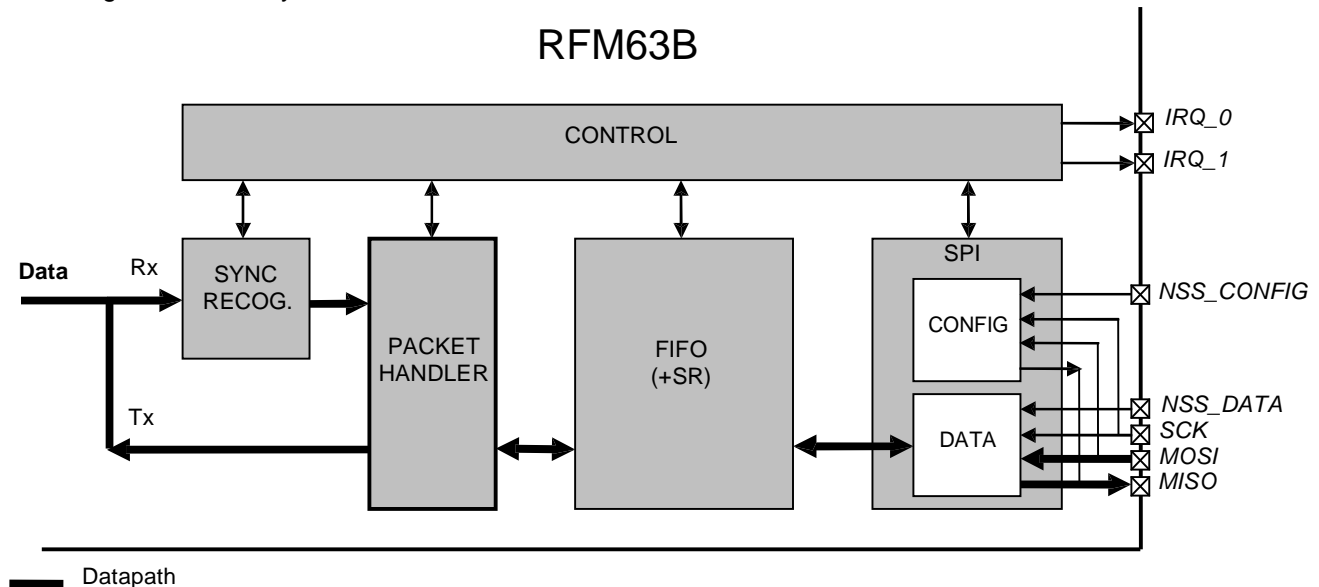 RFM63B
CONTROL
IRQ_0
IRQ_1
Data
Rx
SYNC
RECOG.
PACKET
HANDLER
FIFO
(+SR)
SPI
CONFIG
DATA
NSS_CONFIG
Tx
NSS_DATA
SCK
MOSI
MISO
Datapath